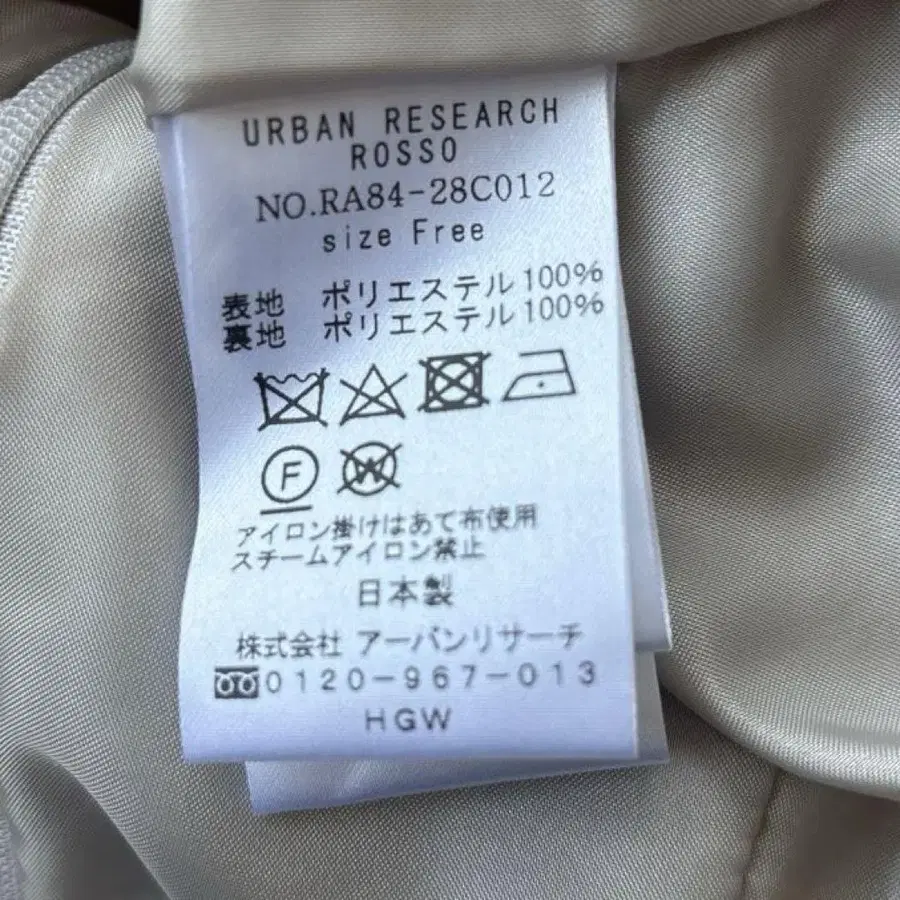 URBAN RESEARCH
ROSSO
NO.RA84-28C012
size Free
表地 ポリエステル100%
裏地 ポリエステル100%
F W
アイロン掛けはあて布使用
スチームアイロン禁止
日本製
株式会社 アーバンリサーチ
0120-967-013
HGW